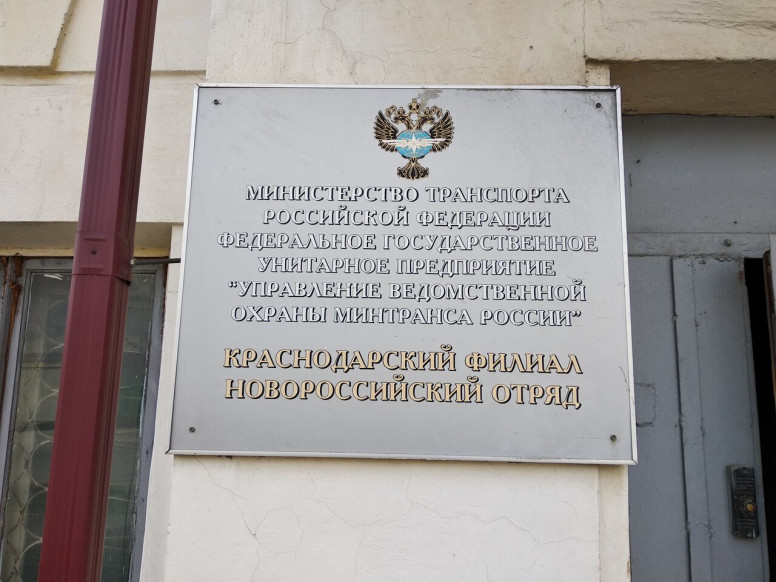 МИНИСТЕРСТВО ТРАНСПОРТА
РОССИЙСКОЙ ФЕДЕРАЦИИ
ФЕДЕРАЛЬНОЕ ГОСУДАРСТВЕННОЕ
УНИТАРНОЕ ПРЕДПРИЯТИЕ
"УПРАВЛЕНИЕ ВЕДОМСТВЕННОЙ
ОХРАНЫ МИНТРАНСА РОССИИ"
КРАСНОДАРСКИЙ ФИЛИАЛ
НОВОРОССИЙСКИЙ ОТРЯД